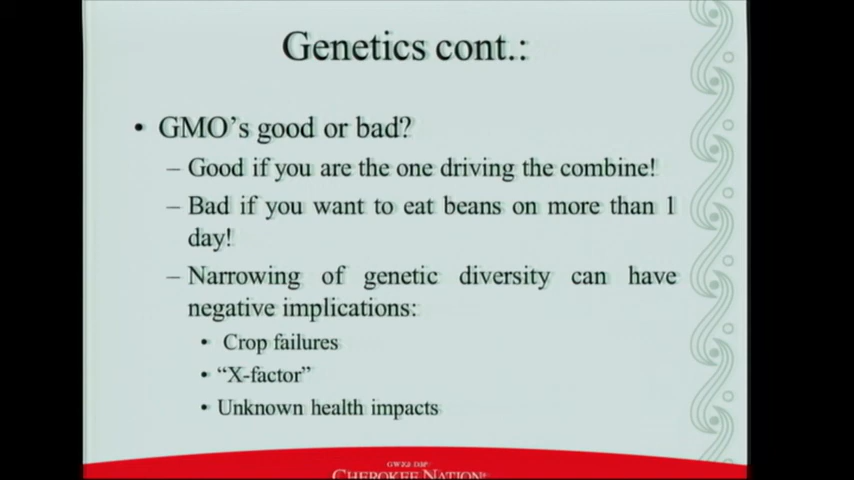 Genetics cont.:
• GMO's good or bad?
– Good if you are the one driving the combine!
– Bad if you want to eat beans on more than 1
day!
– Narrowing of genetic diversity can have
negative implications:
• Crop failures
• “X-factor”
• Unknown health impacts
CHEROKEE NATION